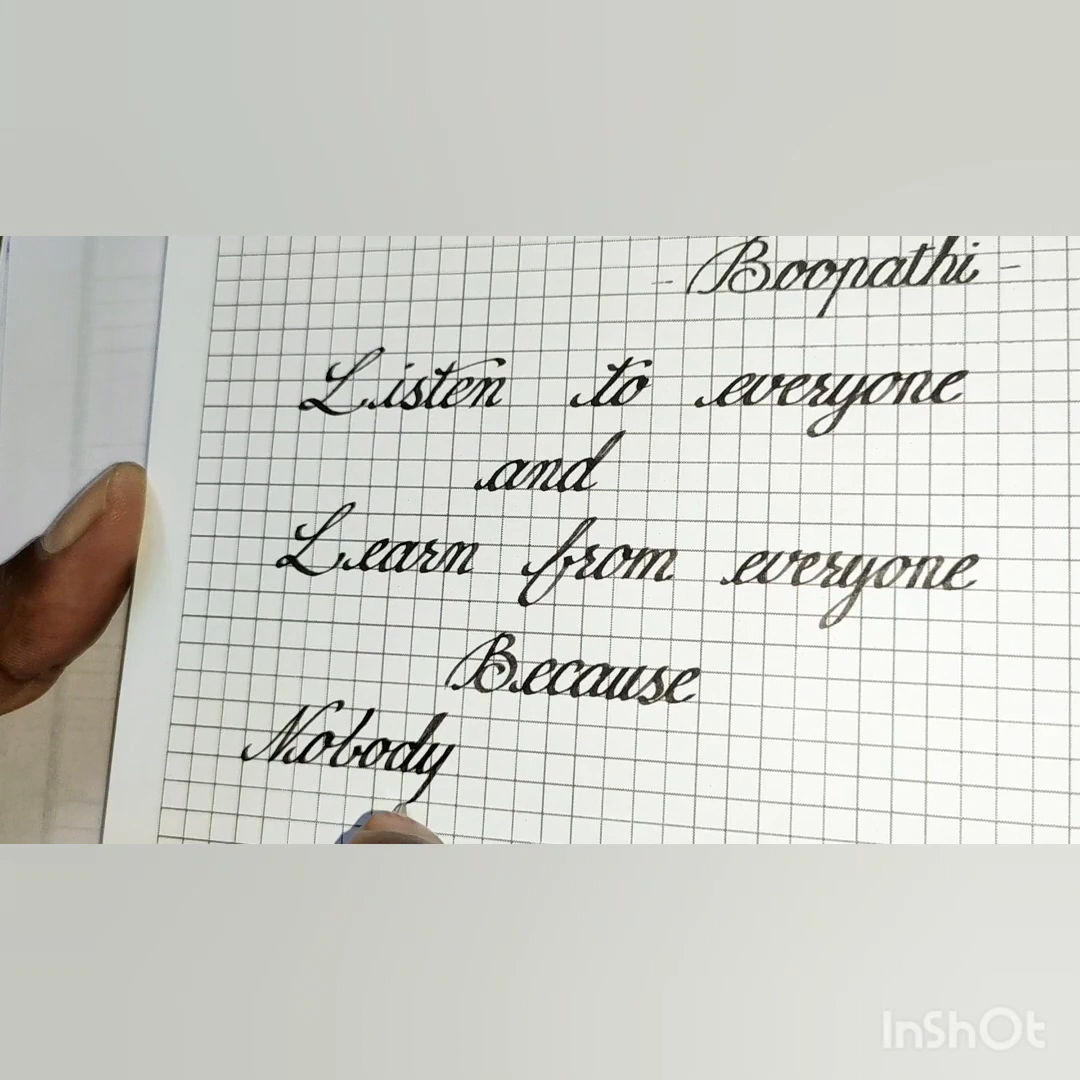 - Boopathi -
Listen to everyone
and
Learn from everyone
Because
Nobody
InShOt